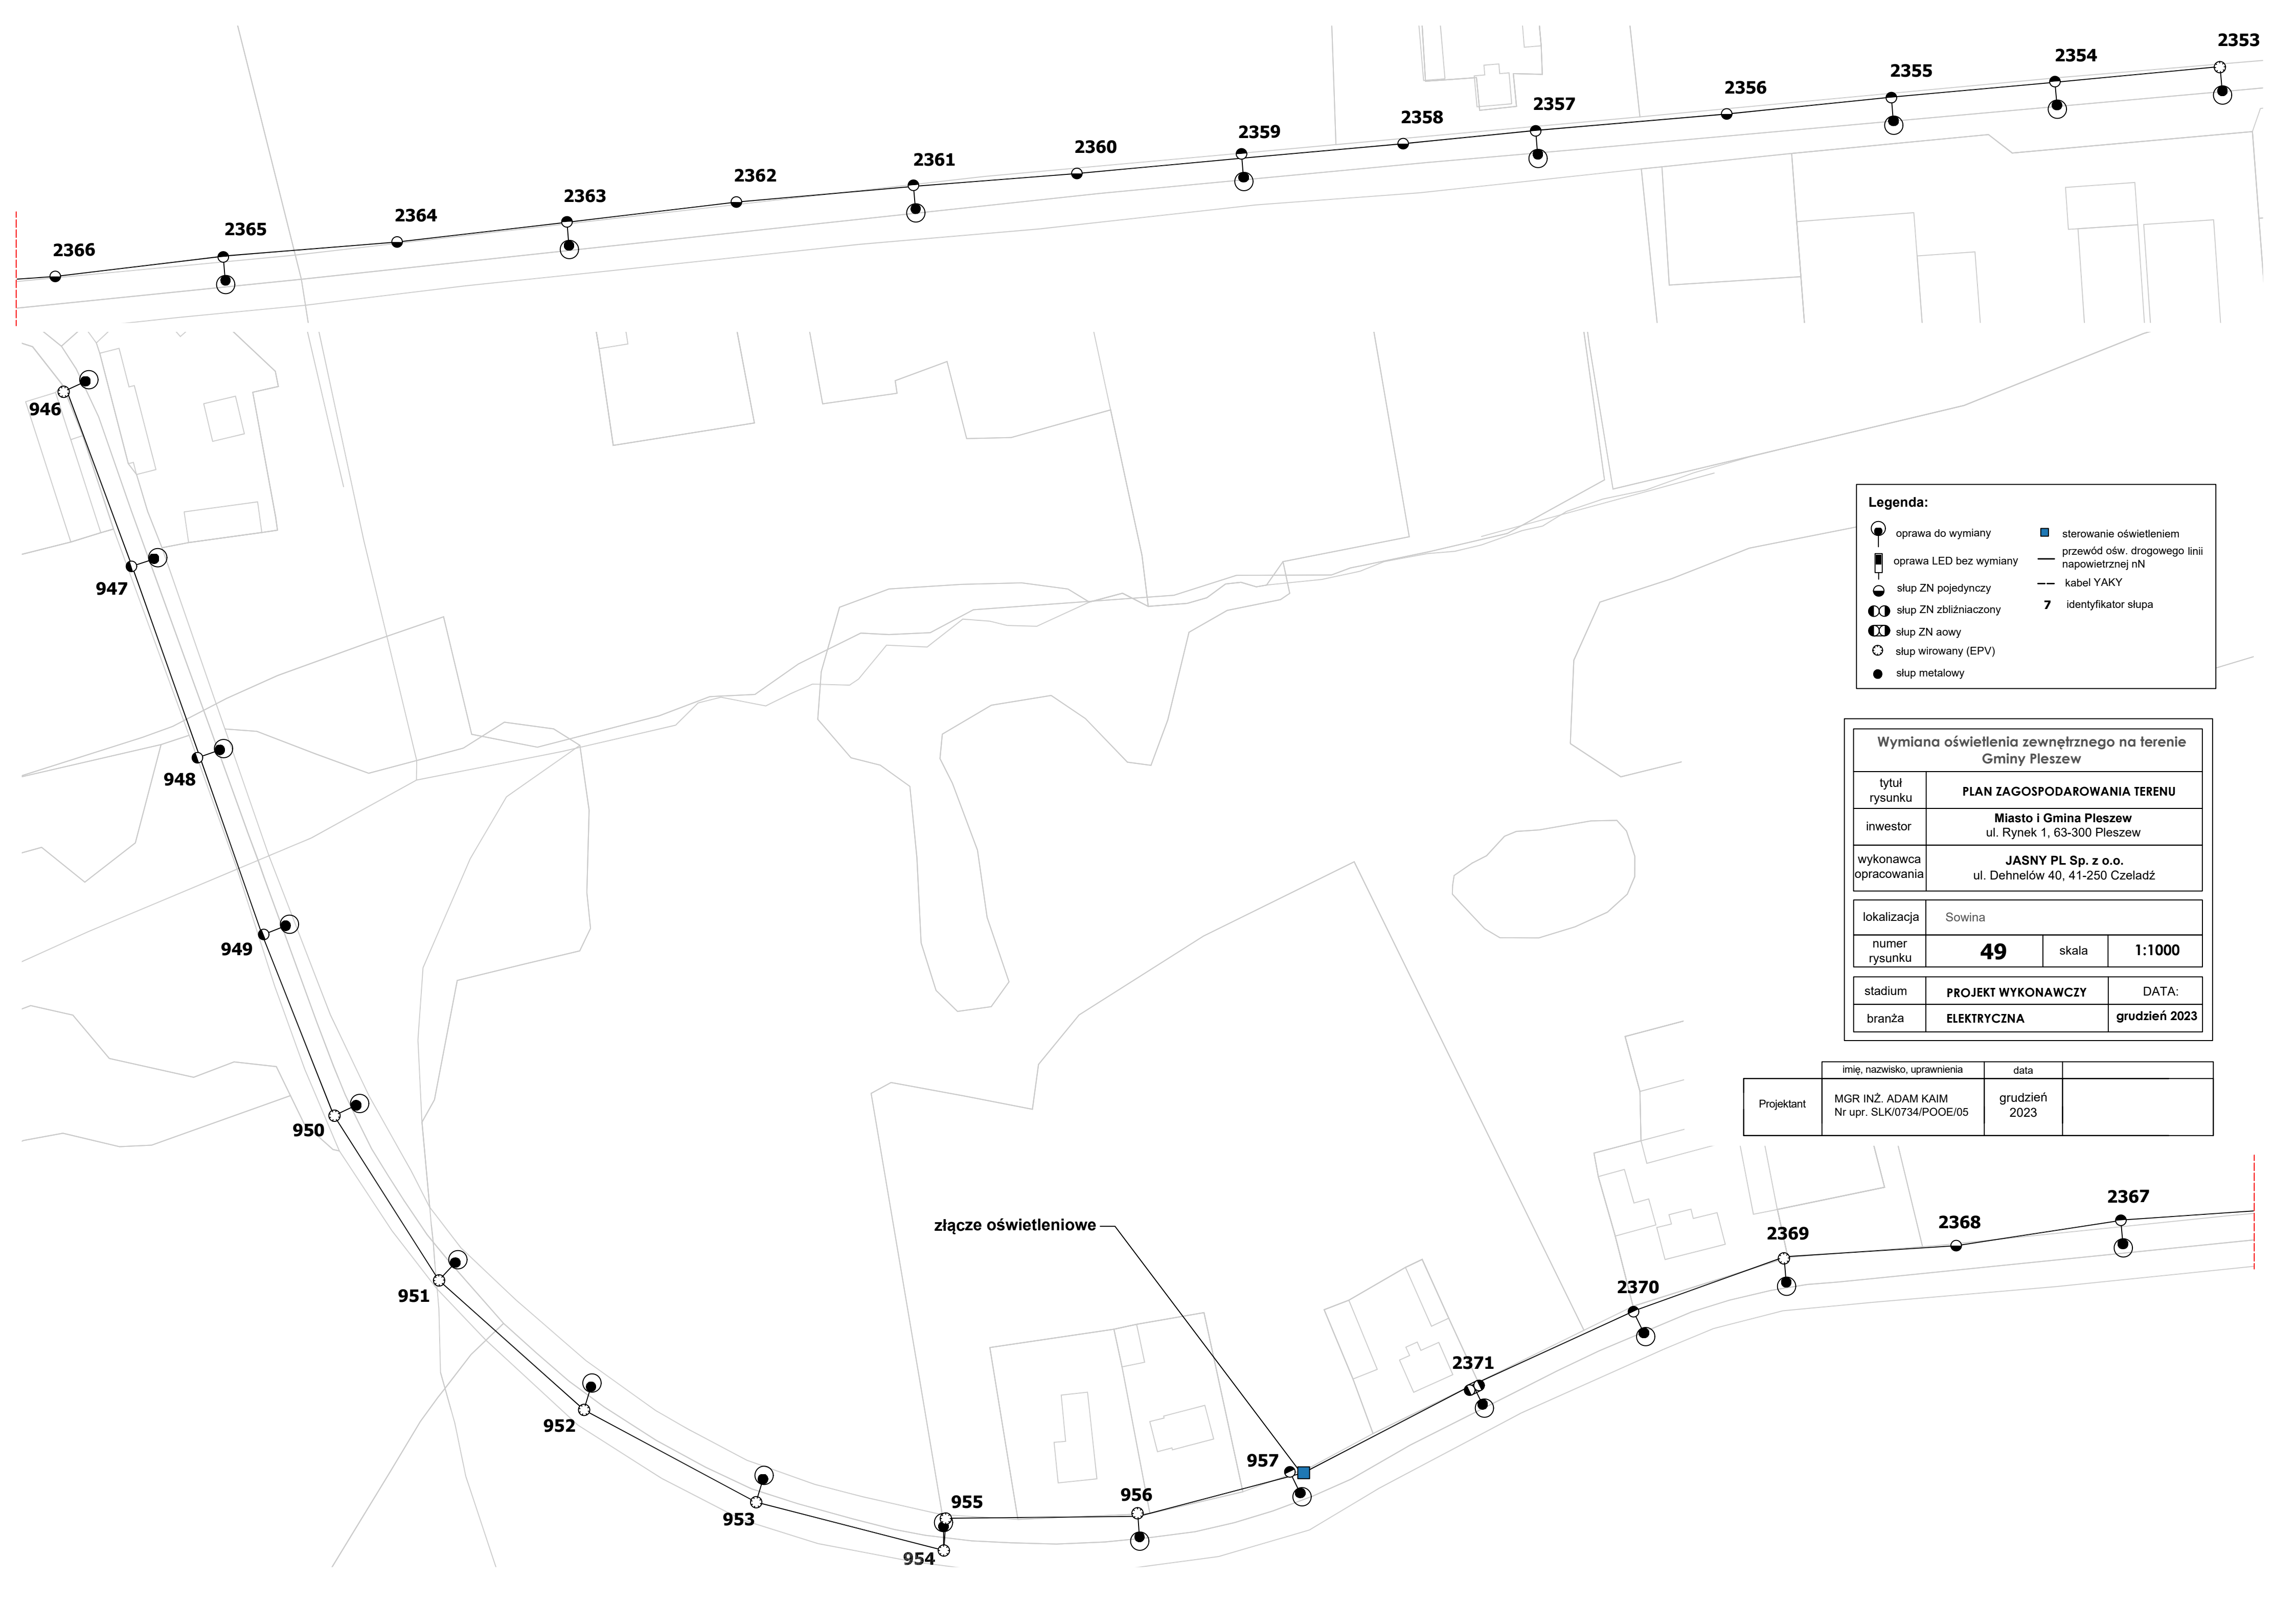 2353
2354
2355
2356
2357
2358
2359
2360
2361
2362
2363
2364
2365
2366
946
947
948
949
950
951
952
953
954
955
956
957
2371
2370
2369
2368
2367
złącze oświetleniowe
Legenda:
oprawa do wymiany
oprawa LED bez wymiany
słup ZN pojedynczy
słup ZN zbliźniaczony
słup ZN aowy
słup wirowany (EPV)
słup metalowy
sterowanie oświetleniem
przewód ośw. drogowego linii
napowietrznej nN
kabel YAKY
7 identyfikator słupa
Wymiana oświetlenia zewnętrznego na terenie
Gminy Pleszew
tytuł
rysunku
PLAN ZAGOSPODAROWANIA TERENU
inwestor
Miasto i Gmina Pleszew
ul. Rynek 1, 63-300 Pleszew
wykonawca
opracowania
JASNY PL Sp. z o.o.
ul. Dehnelów 40, 41-250 Czeladź
lokalizacja Sowina
numer
rysunku
49 skala 1:1000
stadium PROJEKT WYKONAWCZY DATA:
branża ELEKTRYCZNA grudzień 2023
imię, nazwisko, uprawnienia data
Projektant
MGR INŻ. ADAM KAIM
Nr upr. SLK/0734/POOE/05
grudzień
2023